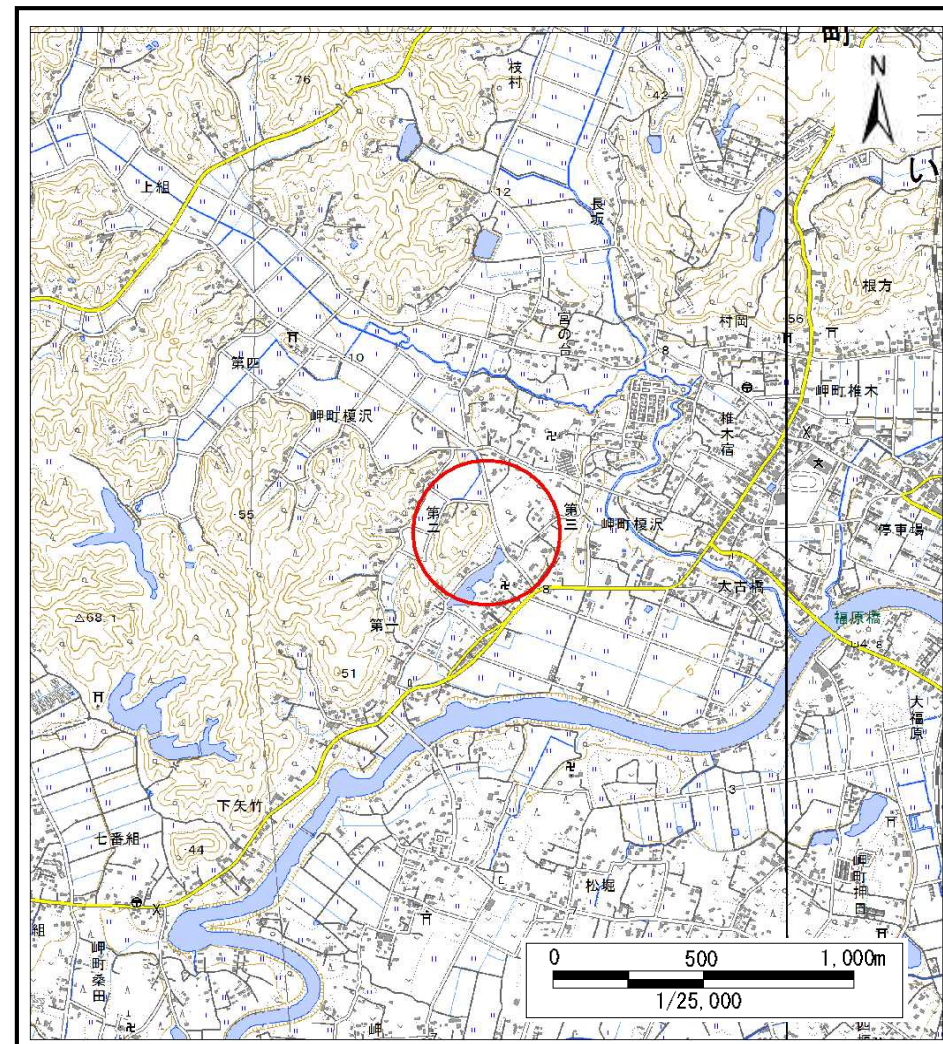 町
N
い
枝村
76
42
上組
12
長坂
根方
村岡
56
宮の台
8
第四
10
岬町椎木
岬町榎沢
椎木宿
55
第二
第三
岬町榎沢
停車場
8
太古橋
福原橋
第一
△68.1
4.8
51
大福原
下矢竹
3
七番組
44
松堀
岬町押日
組
岬町桑田
岬
0 500 1,000m
1/25,000